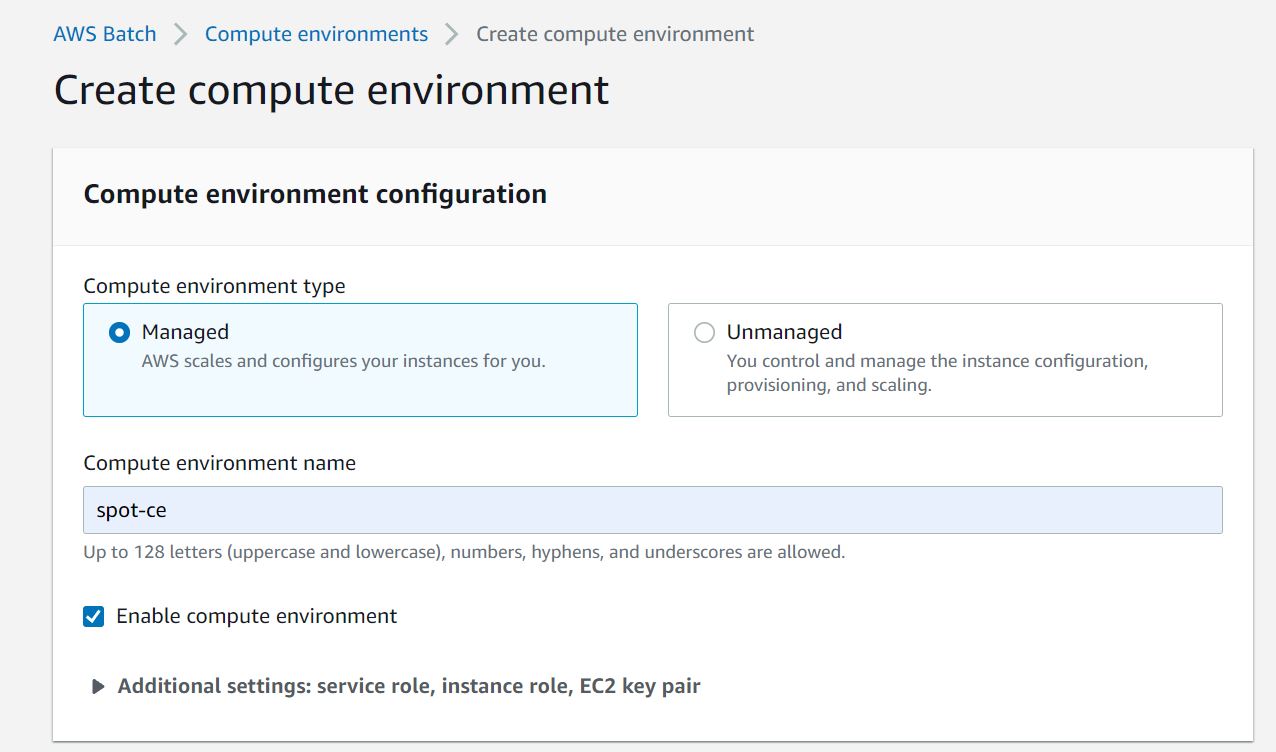 AWS Batch > Compute environments > Create compute environment
Create compute environment
Compute environment configuration
Compute environment type
Managed
AWS scales and configures your instances for you.
Unmanaged
You control and manage the instance configuration,
provisioning, and scaling.
Compute environment name
spot-ce
Up to 128 letters (uppercase and lowercase), numbers, hyphens, and underscores are allowed.
Enable compute environment
Additional settings: service role, instance role, EC2 key pair